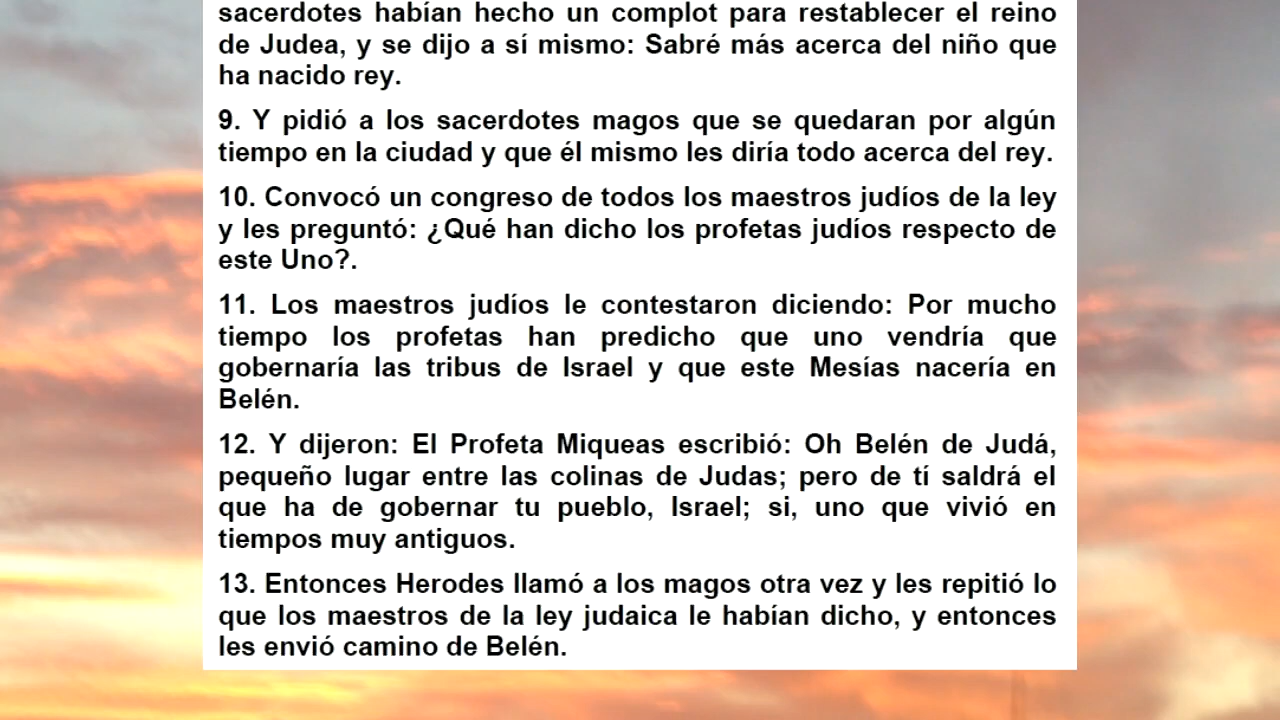 sacerdotes habían hecho un complot para restablecer el reino
de Judea, y se dijo a sí mismo: Sabré más acerca del niño que
ha nacido rey.
9. Y pidió a los sacerdotes magos que se quedaran por algún
tiempo en la ciudad y que él mismo les diría todo acerca del rey.
10. Convocó un congreso de todos los maestros judíos de la ley
y les preguntó: ¿Qué han dicho los profetas judíos respecto de
este Uno?.
11. Los maestros judíos le contestaron diciendo: Por mucho
tiempo los profetas han predicho que uno vendría que
gobernaría las tribus de Israel y que este Mesías nacería en
Belén.
12. Y dijeron: El Profeta Miqueas escribió: Oh Belén de Judá,
pequeño lugar entre las colinas de Judas; pero de tí saldrá el
que ha de gobernar tu pueblo, Israel; si, uno que vivió en
tiempos muy antiguos.
13. Entonces Herodes llamó a los magos otra vez y les repitió lo
que los maestros de la ley judaica le habían dicho, y entonces
les envió camino de Belén.